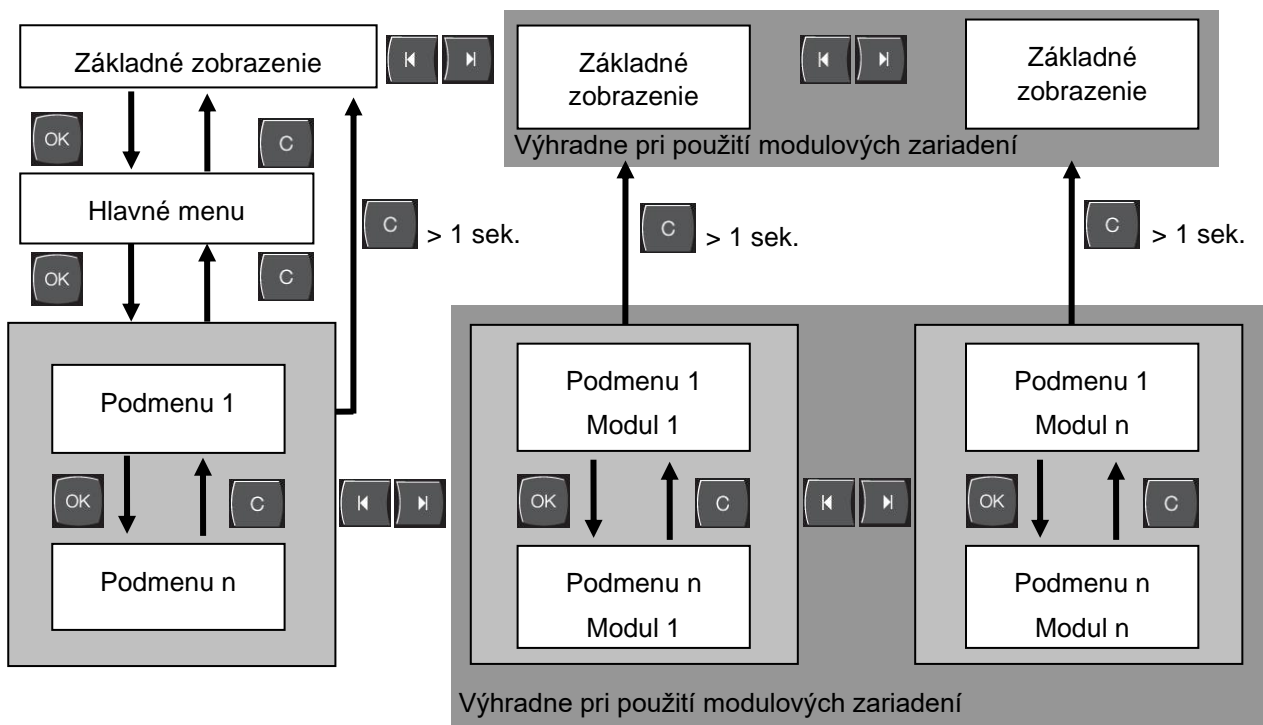 Základné zobrazenie
Základné
zobrazenie
Základné
zobrazenie
Výhradne pri použití modulových zariadení
OK
C
Hlavné menu
C
> 1 sek.
C
> 1 sek.
C
> 1 sek.
OK
C
Podmenu 1
OK
C
Podmenu n
Podmenu 1
Modul 1
OK
C
Podmenu n
Modul 1
Podmenu 1
Modul n
OK
C
Podmenu n
Modul n
Výhradne pri použití modulových zariadení